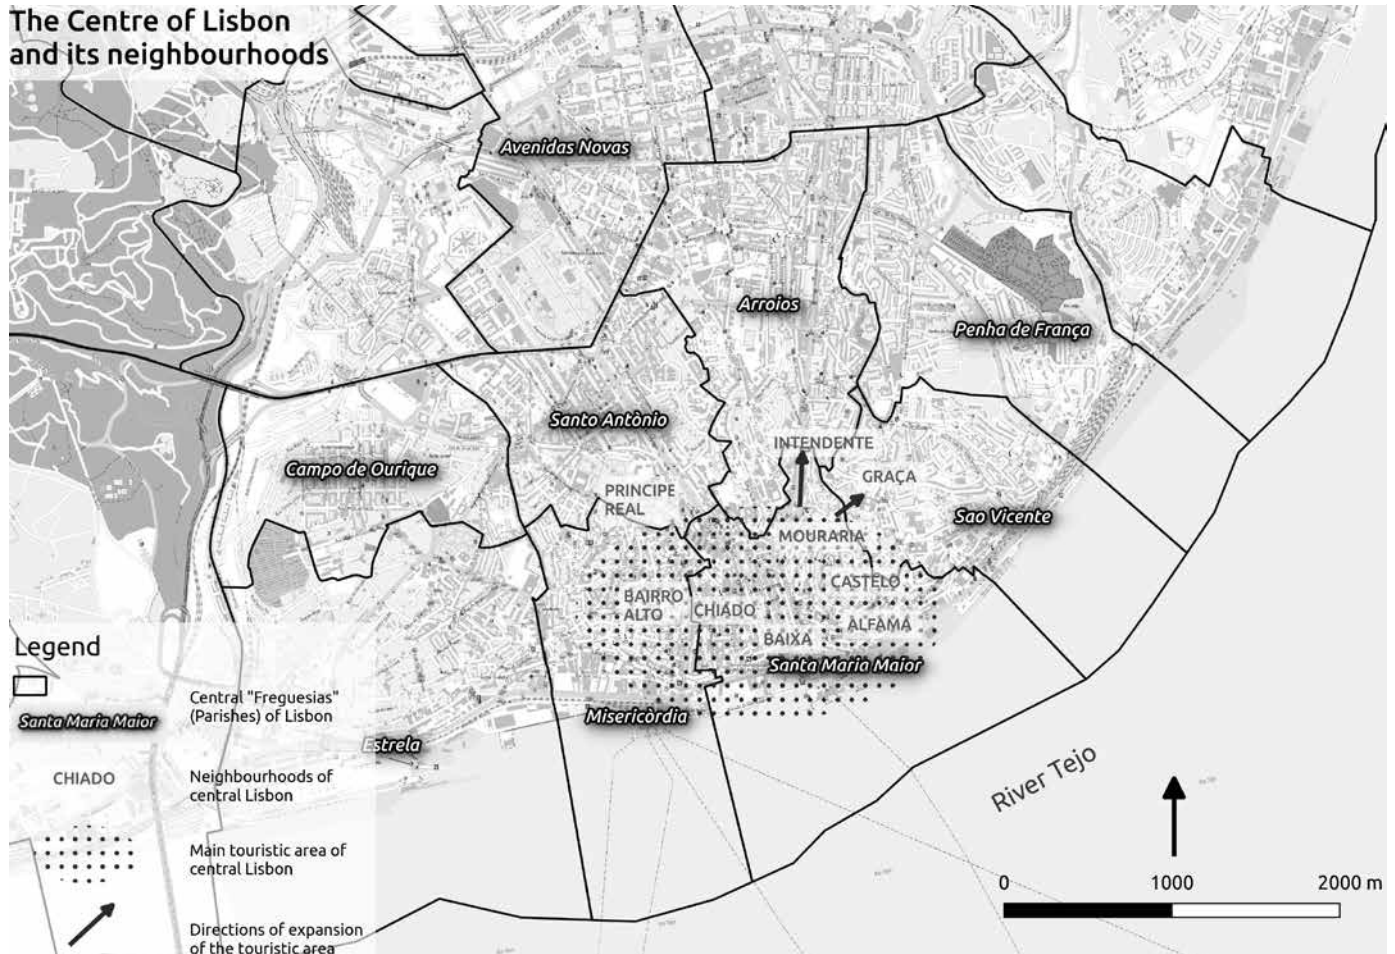 The Centre of Lisbon
and its neighbourhoods
Avenidas Novas
Arroios
Penha de França
Santo Antònio
Campo de Ourique
INTENDENTE
GRAÇA
PRINCIPE
REAL
Sao Vicente
MOURARIA
CASTELO
BAIRRO
ALTO
CHIADO
ALFAMA
BAIXA
Santa Maria Maior
Misericòrdia
Estrela
River Tejo
Legend
Central "Freguesias"
(Parishes) of Lisbon
Santa Maria Maior
CHIADO
Neighbourhoods of
central Lisbon
Main touristic area of
central Lisbon
Directions of expansion
of the touristic area
0 1000 2000 m